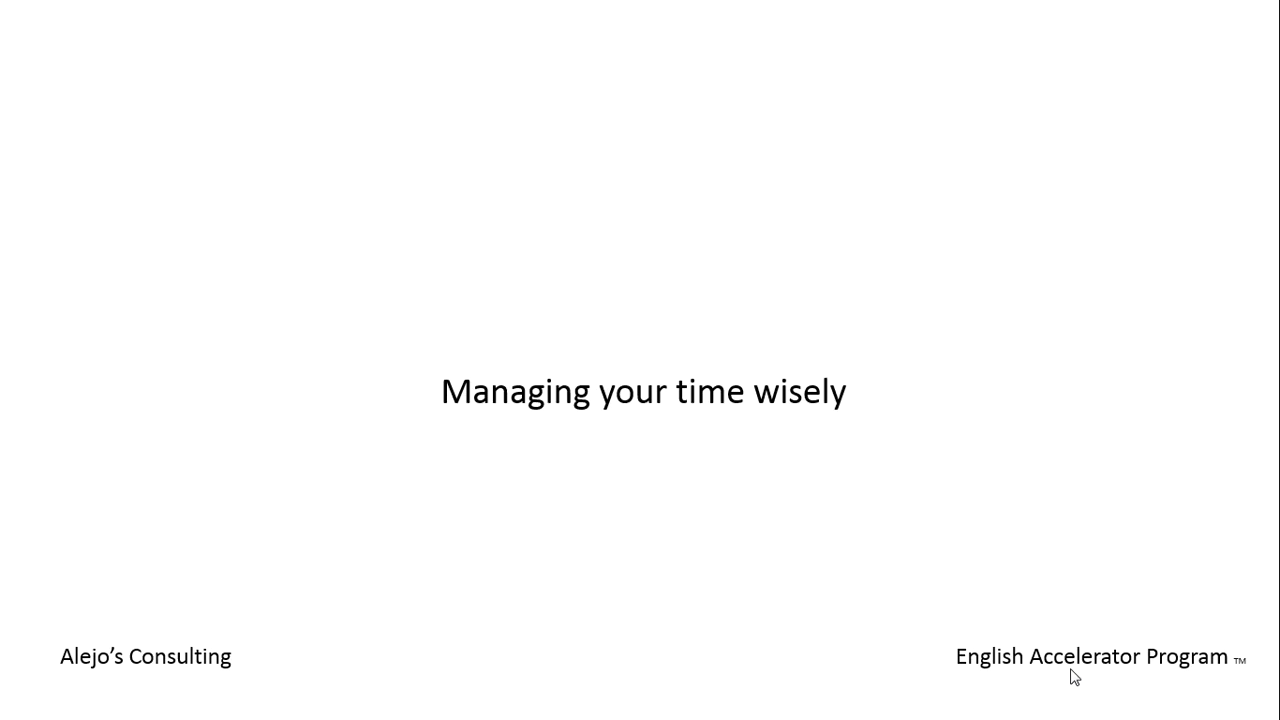 Managing your time wisely
Alejo’s Consulting
English Accelerator Program ™